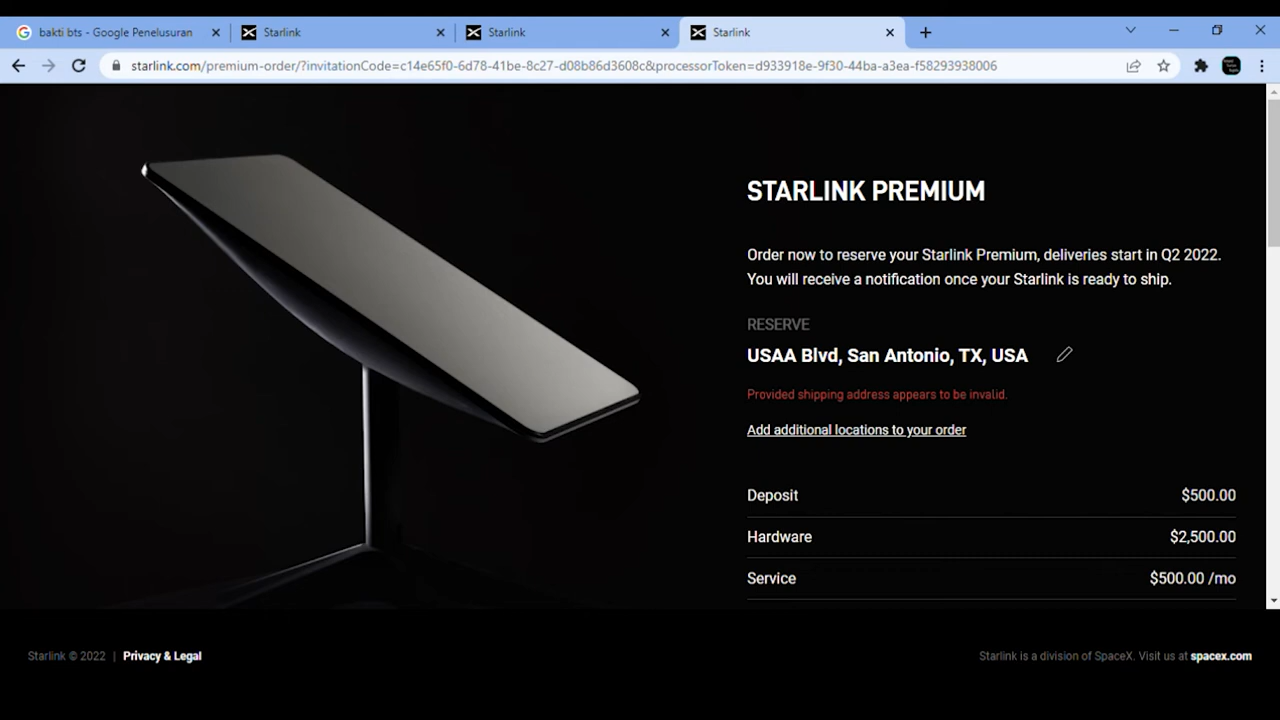 bakti bts - Google Penelusuran
Starlink
Starlink
Starlink
starlink.com/premium-order/?invitationCode=c14e65f0-6d78-41be-8c27-d08b86d3608c&processorToken=d933918e-9f30-44ba-a3ea-f58293938006
STARLINK PREMIUM
Order now to reserve your Starlink Premium, deliveries start in Q2 2022.
You will receive a notification once your Starlink is ready to ship.
RESERVE
USAA Blvd, San Antonio, TX, USA
Provided shipping address appears to be invalid.
Add additional locations to your order
Deposit $500.00
Hardware $2,500.00
Service $500.00 /mo
Starlink © 2022 | Privacy & Legal
Starlink is a division of SpaceX. Visit us at spacex.com